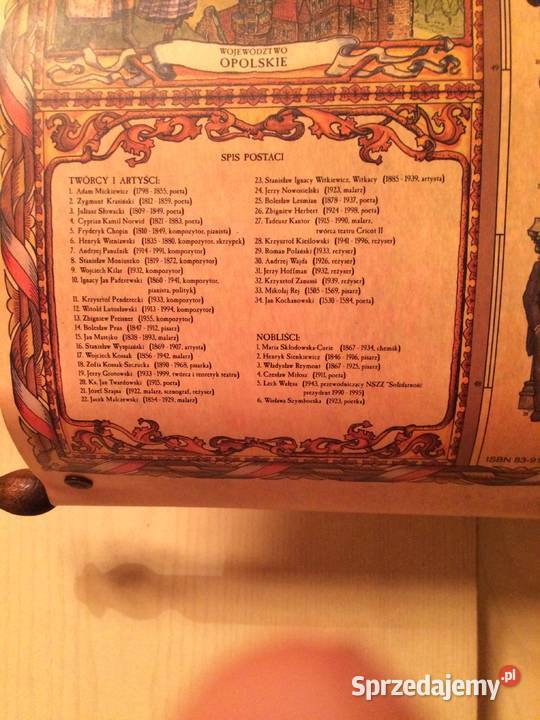 WOJEWÓDZTWO
OPOLSKIE
SPIS POSTACI
TWÓRCY I ARTYŚCI:
1. Adam Mickiewicz (1798 - 1855, poeta)
2. Zygmunt Krasiński (1812 - 1859, poeta)
3. Juliusz Słowacki (1809 - 1849, poeta)
4. Cyprian Kamil Norwid (1821 - 1883, poeta)
5. Fryderyk Chopin (1810 - 1849, kompozytor, pianista)
6. Henryk Wieniawski (1835 - 1880, kompozytor, skrzypek)
7. Andrzej Panufnik (1914 - 1991, kompozytor)
8. Stanisław Moniuszko (1819 - 1872, kompozytor)
9. Wojciech Kilar (1932, kompozytor)
10. Ignacy Jan Paderewski (1860 - 1941, kompozytor,
pianista, polityk)
11. Krzysztof Penderecki (1933, kompozytor)
12. Witold Lutosławski (1913 - 1994, kompozytor)
13. Zbigniew Preisner (1955, kompozytor)
14. Bolesław Prus (1847 - 1912, pisarz)
15. Jan Matejko (1838 - 1893, malarz)
16. Stanisław Wyspiański (1869 - 1907, artysta)
17. Wojciech Kossak (1856 - 1942, malarz)
18. Zofia Kossak-Szczucka (1890 - 1968, pisarka)
19. Jerzy Grotowski (1933 - 1999, twórca i teoretyk teatru)
20. Ks. Jan Twardowski (1915, poeta)
21. Józef Szajna (1922, malarz, scenograf, reżyser)
22. Jacek Malczewski (1854 - 1929, malarz)
23. Stanisław Ignacy Witkiewicz, Witkacy (1885 - 1939, artysta)
24. Jerzy Nowosielski (1923, malarz)
25. Bolesław Leśmian (1878 - 1937, poeta)
26. Zbigniew Herbert (1924 - 1998, poeta)
27. Tadeusz Kantor (1915 - 1990, malarz,
twórca teatru Cricot II
28. Krzysztof Kieślowski (1941 - 1996, reżyser)
29. Roman Polański (1933, reżyser)
30. Andrzej Wajda (1926, reżyser)
31. Jerzy Hoffman (1932, reżyser)
32. Krzysztof Zanussi (1939, reżyser)
33. Mikołaj Rej (1505 - 1569, pisarz)
34. Jan Kochanowski (1530 - 1584, poeta)
NOBLIŚCI:
1. Maria Skłodowska-Curie (1867 - 1934, chemik)
2. Henryk Sienkiewicz (1846 - 1916, pisarz)
3. Władysław Reymont (1867 - 1925, pisarz)
4. Czesław Miłosz (1911, poeta)
5. Lech Wałęsa (1943, przewodniczący NSZZ "Solidarność
prezydent 1990 - 1995)
6. Wisława Szymborska (1923, poetka)
49
49
ISBN 83-9
Sprzedajemy.pl